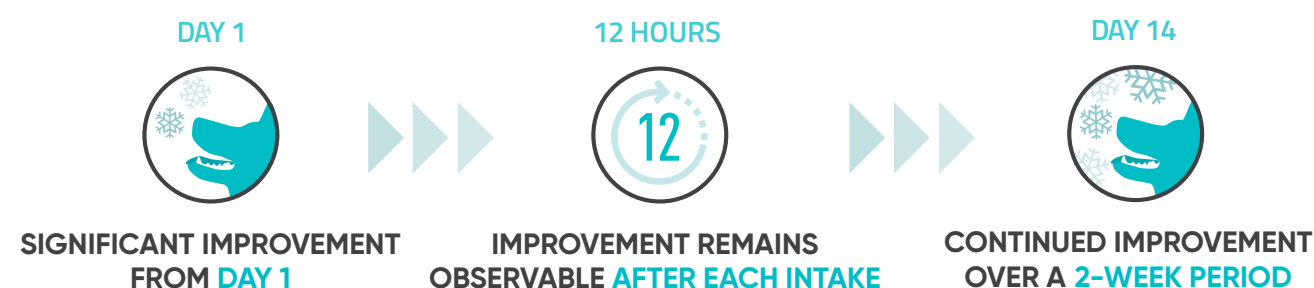 DAY 1
SIGNIFICANT IMPROVEMENT
FROM DAY 1
12 HOURS
12
IMPROVEMENT REMAINS
OBSERVABLE AFTER EACH INTAKE
DAY 14
CONTINUED IMPROVEMENT
OVER A 2-WEEK PERIOD